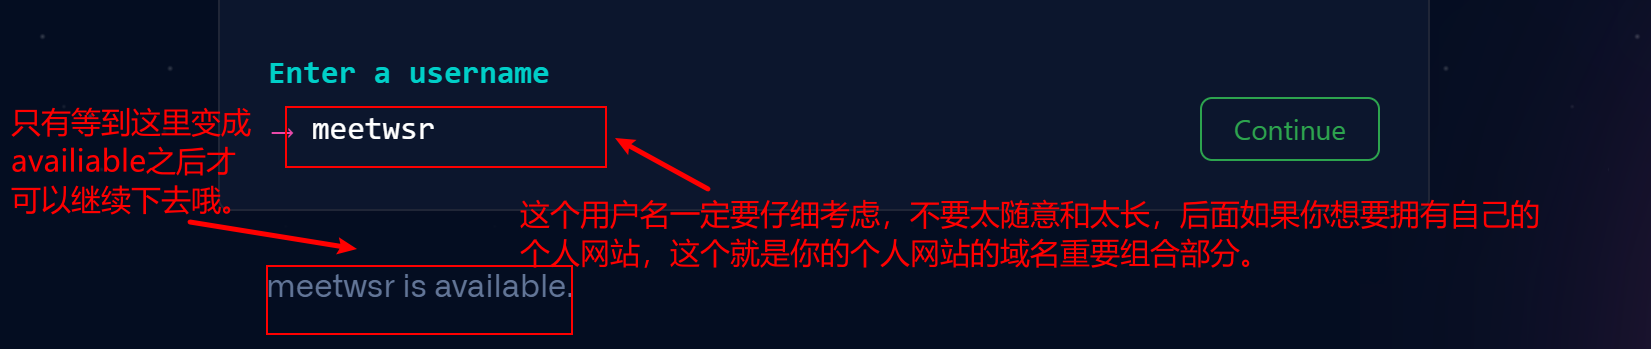 Enter a username
→ meetwsr
Continue
只有等到这里变成
availiable之后才
可以继续下去哦。
这个用户名一定要仔细考虑，不要太随意和太长，后面如果你想要拥有自己的
个人网站，这个就是你的个人网站的域名重要组合部分。
meetwsr is available.